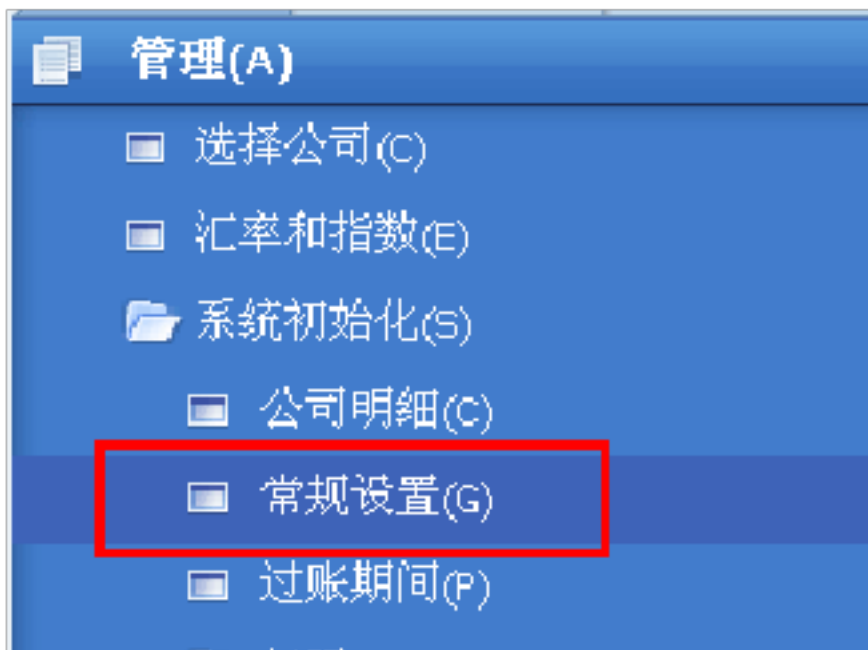 管理(A)
选择公司(C)
汇率和指数(E)
系统初始化(S)
公司明细(C)
常规设置(G)
过账期间(P)